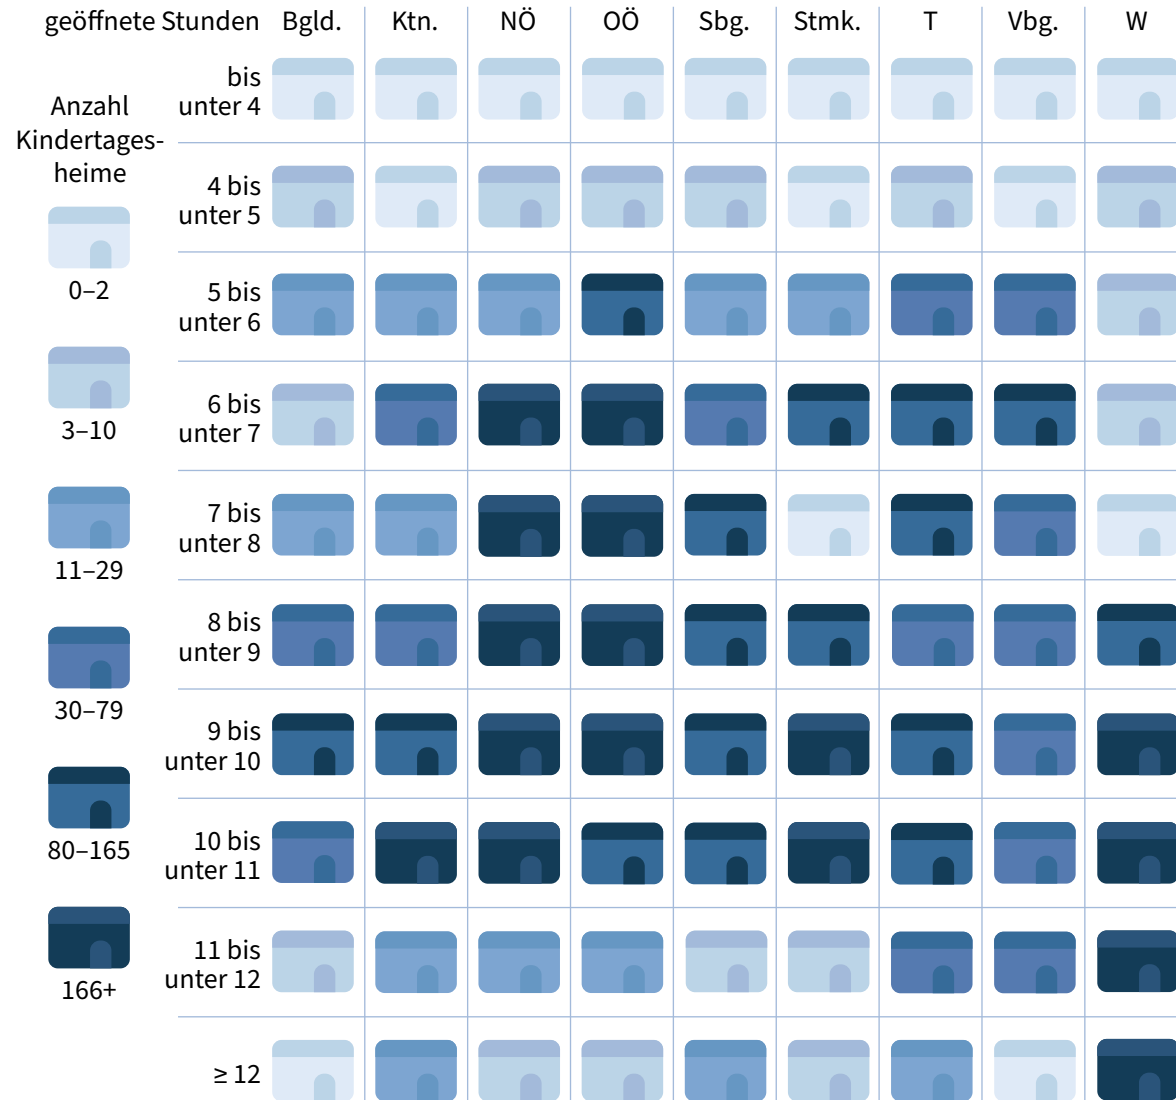 geöffnete Stunden Bgld. Ktn. NÖ OÖ Sbg. Stmk. T Vbg. W
Anzahl
Kindertages-
heime
0–2
3–10
11–29
30–79
80–165
166+
bis
unter 4
4 bis
unter 5
5 bis
unter 6
6 bis
unter 7
7 bis
unter 8
8 bis
unter 9
9 bis
unter 10
10 bis
unter 11
11 bis
unter 12
≥ 12